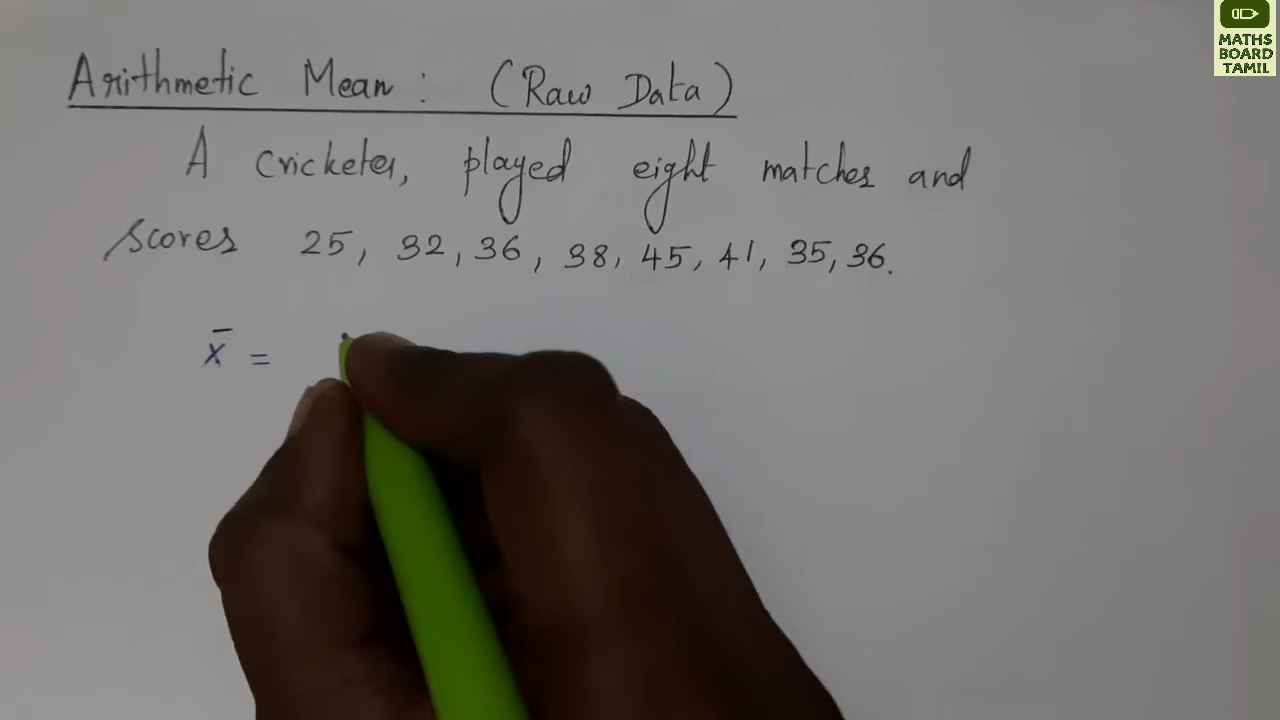 MATHS
BOARD
TAMIL
Arithmetic Mean : (Raw Data)
A cricketer, played eight matches and
scores 25, 32, 36, 38, 45, 41, 35, 36.
x̄ =